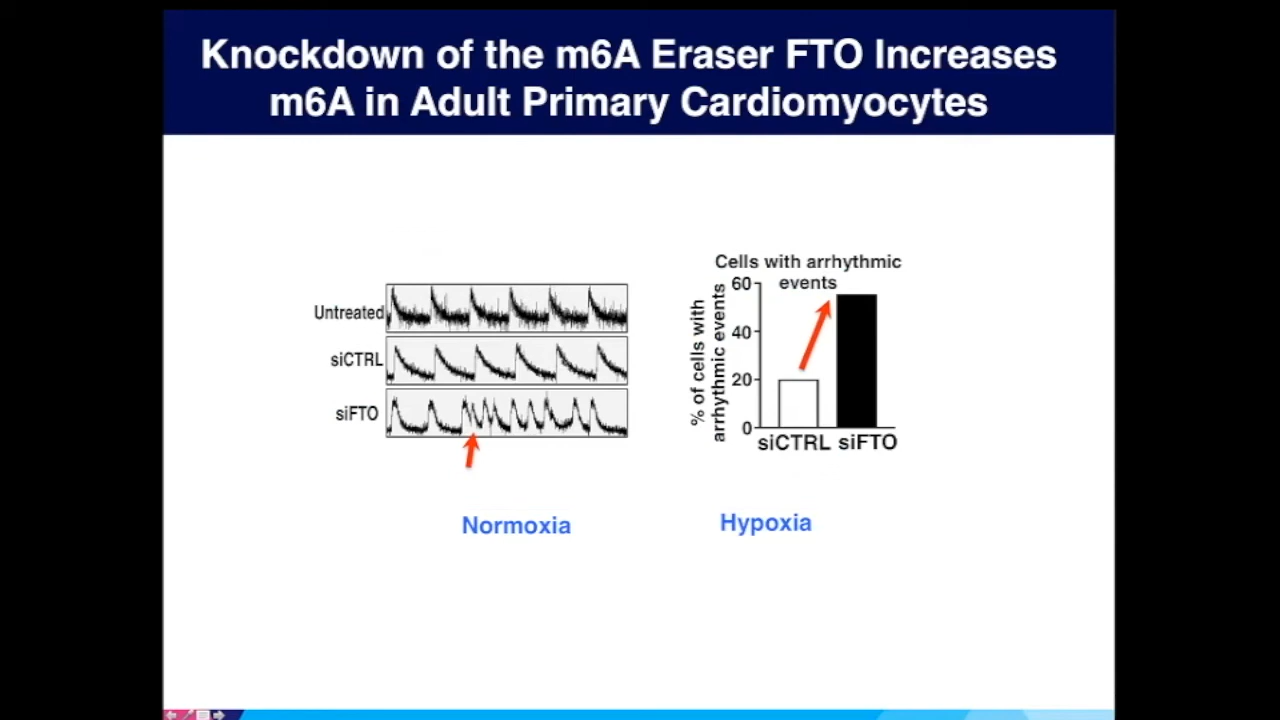 Knockdown of the m6A Eraser FTO Increases
m6A in Adult Primary Cardiomyocytes
Untreated
siCTRL
siFTO
Normoxia
Cells with arrhythmic
events
% of cells with
arrhythmic events
60
40
20
0
siCTRL siFTO
Hypoxia